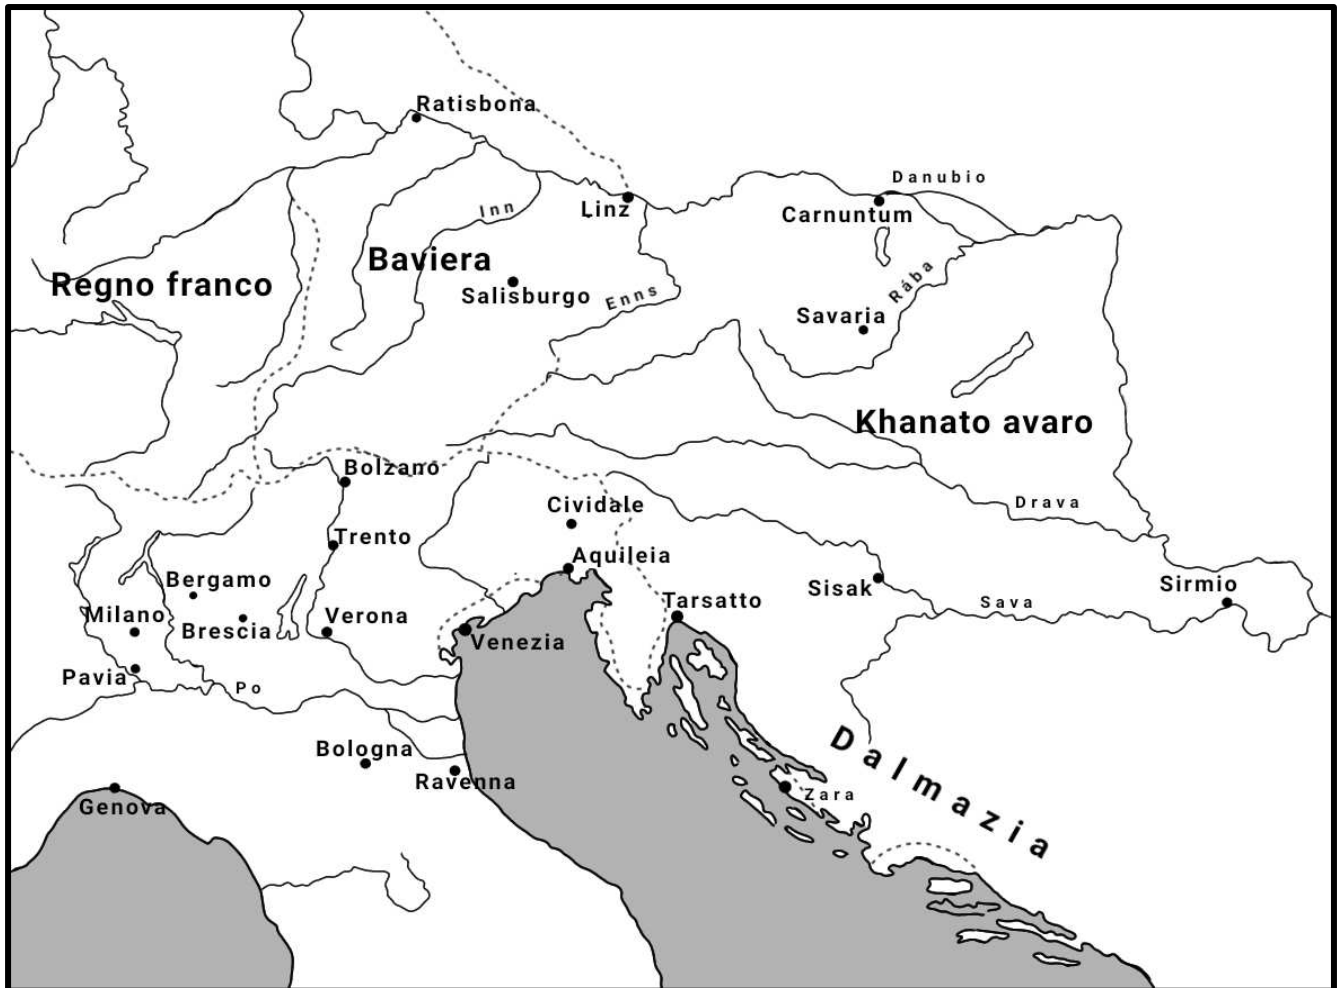 Ratisbona
Danubio
Inn
Linz
Carnuntum
Baviera
Regno franco
Salisburgo
Enns
Rába
Savaria
Khanato avaro
Bolzano
Drava
Cividale
Trento
Aquileia
Bergamo
Sisak
Sirmio
Milano
Brescia
Verona
Tarsatto
Sava
Venezia
Pavia
Po
Bologna
Ravenna
Dalmazia
Zara
Genova